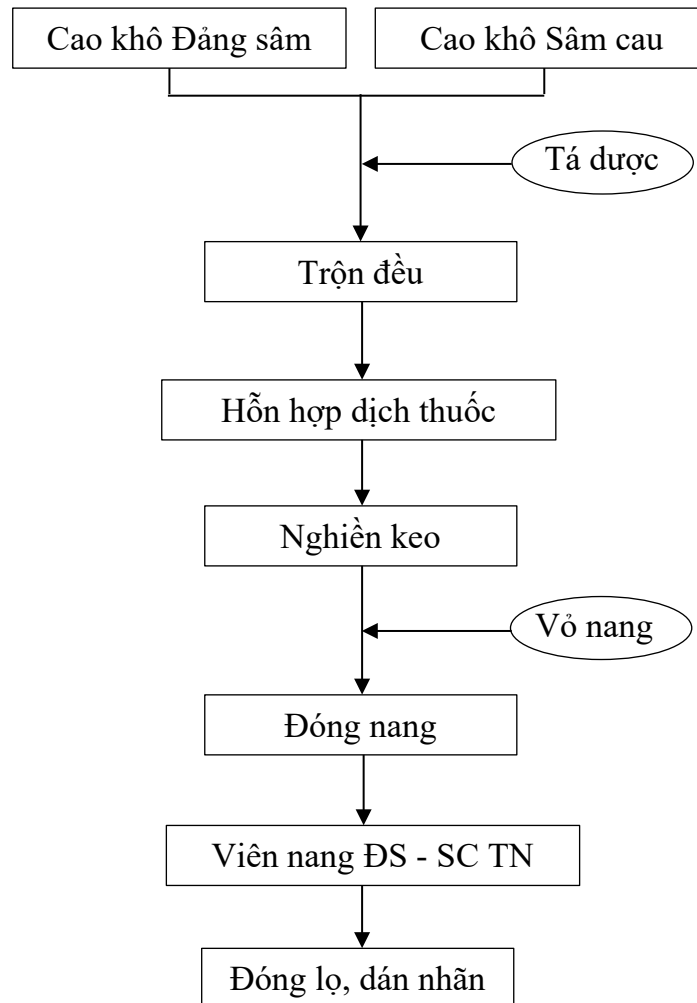 Cao khô Đảng sâm
Cao khô Sâm cau
Tá dược
Trộn đều
Hỗn hợp dịch thuốc
Nghiền keo
Vỏ nang
Đóng nang
Viên nang ĐS - SC TN
Đóng lọ, dán nhãn